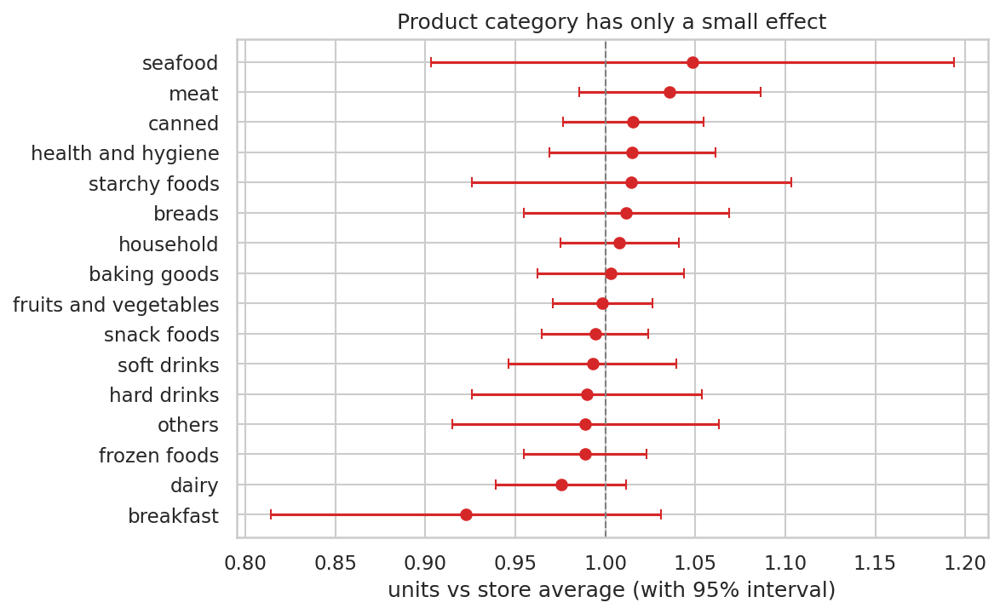 Product category has only a small effect
seafood
meat
canned
health and hygiene
starchy foods
breads
household
baking goods
fruits and vegetables
snack foods
soft drinks
hard drinks
others
frozen foods
dairy
breakfast
0.80 0.85 0.90 0.95 1.00 1.05 1.10 1.15 1.20
units vs store average (with 95% interval)